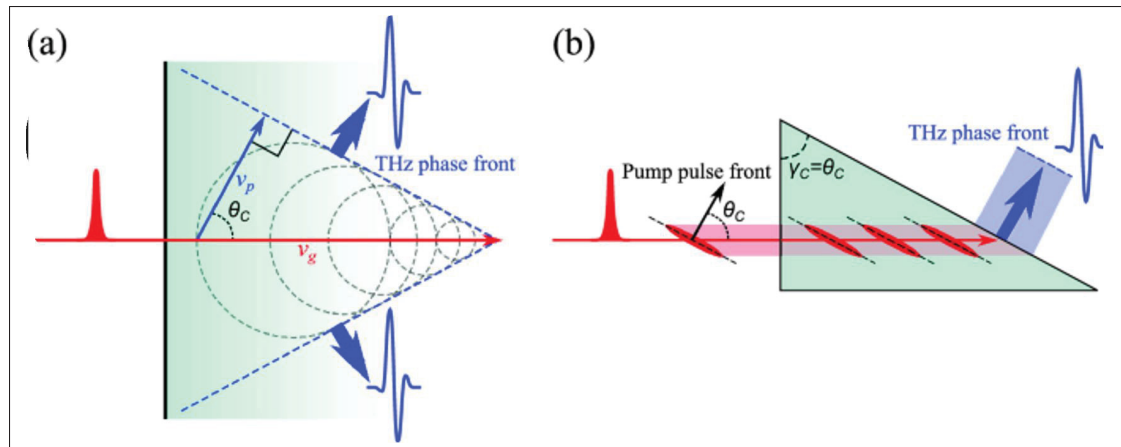 (a)
THz phase front
v_p
θ_C
v_g
(b)
THz phase front
γ_C=θ_C
Pump pulse front
θ_C